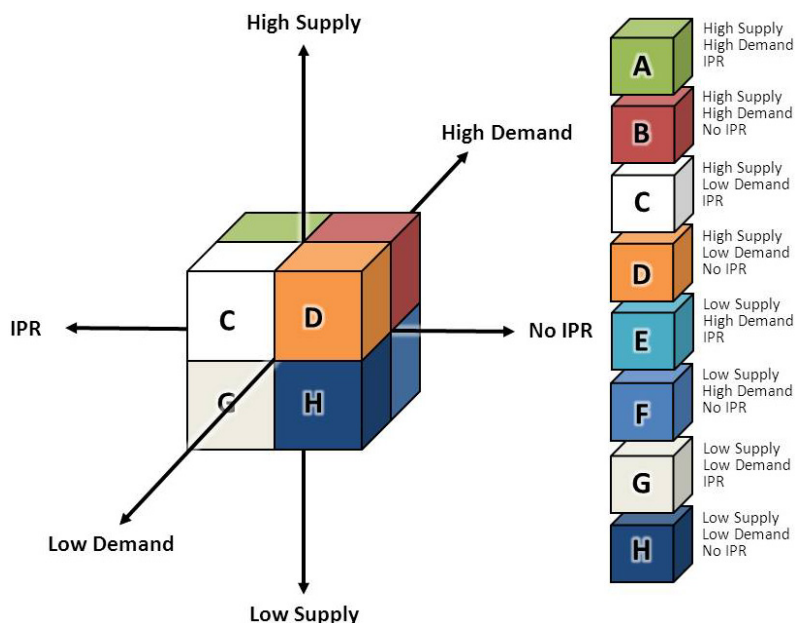 High Supply
High Demand
IPR
No IPR
Low Demand
Low Supply
C
D
G
H
A
High Supply
High Demand
IPR
B
High Supply
High Demand
No IPR
C
High Supply
Low Demand
IPR
D
High Supply
Low Demand
No IPR
E
Low Supply
High Demand
IPR
F
Low Supply
High Demand
No IPR
G
Low Supply
Low Demand
IPR
H
Low Supply
Low Demand
No IPR